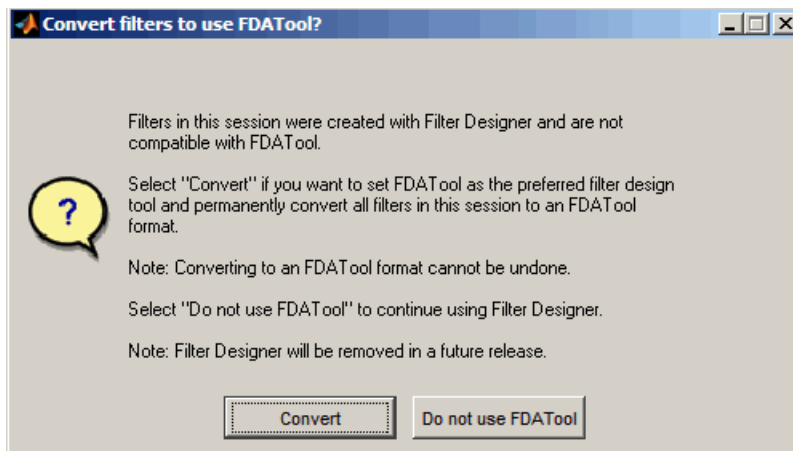 Convert filters to use FDATool?
Filters in this session were created with Filter Designer and are not
compatible with FDATool.
Select "Convert" if you want to set FDATool as the preferred filter design
tool and permanently convert all filters in this session to an FDATool
format.
?
Note: Converting to an FDATool format cannot be undone.
Select "Do not use FDATool" to continue using Filter Designer.
Note: Filter Designer will be removed in a future release.
Convert
Do not use FDATool